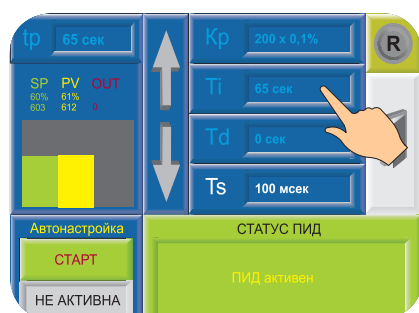 tp 65 сек
SP PV OUT
60% 61%
603 612 0
Автонастройка
СТАРТ
НЕ АКТИВНА
Kp 200 x 0,1%
Ti 65 сек
Td 0 сек
Ts 100 мсек
R
СТАТУС ПИД
ПИД активен